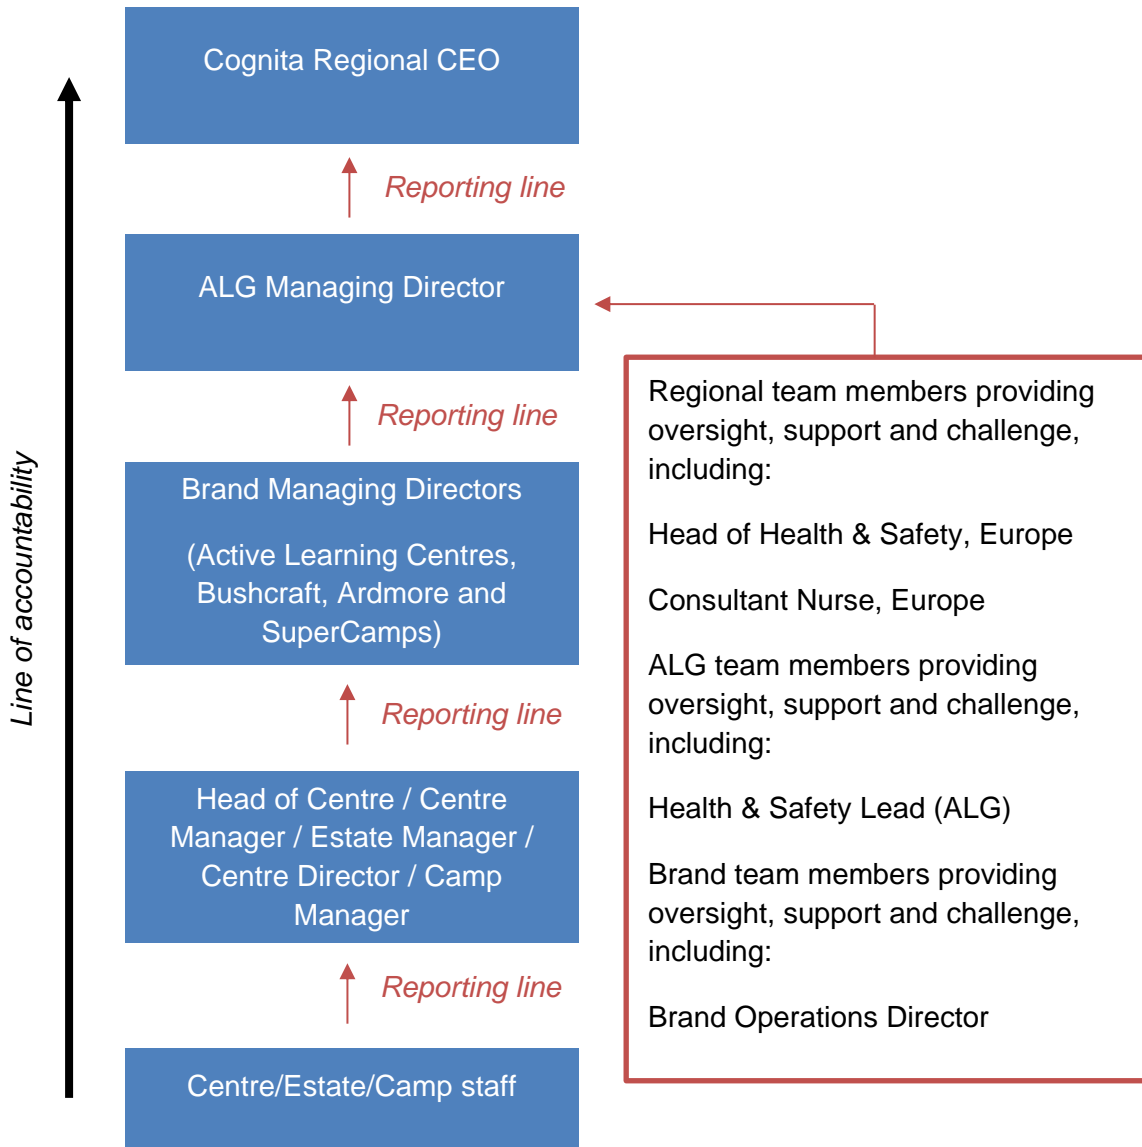 Cognita Regional CEO
Reporting line
ALG Managing Director
Reporting line
Brand Managing Directors
(Active Learning Centres,
Bushcraft, Ardmore and
SuperCamps)
Reporting line
Head of Centre / Centre
Manager / Estate Manager /
Centre Director / Camp
Manager
Reporting line
Centre/Estate/Camp staff
Line of accountability
Regional team members providing
oversight, support and challenge,
including:
Head of Health & Safety, Europe
Consultant Nurse, Europe
ALG team members providing
oversight, support and challenge,
including:
Health & Safety Lead (ALG)
Brand team members providing
oversight, support and challenge,
including:
Brand Operations Director